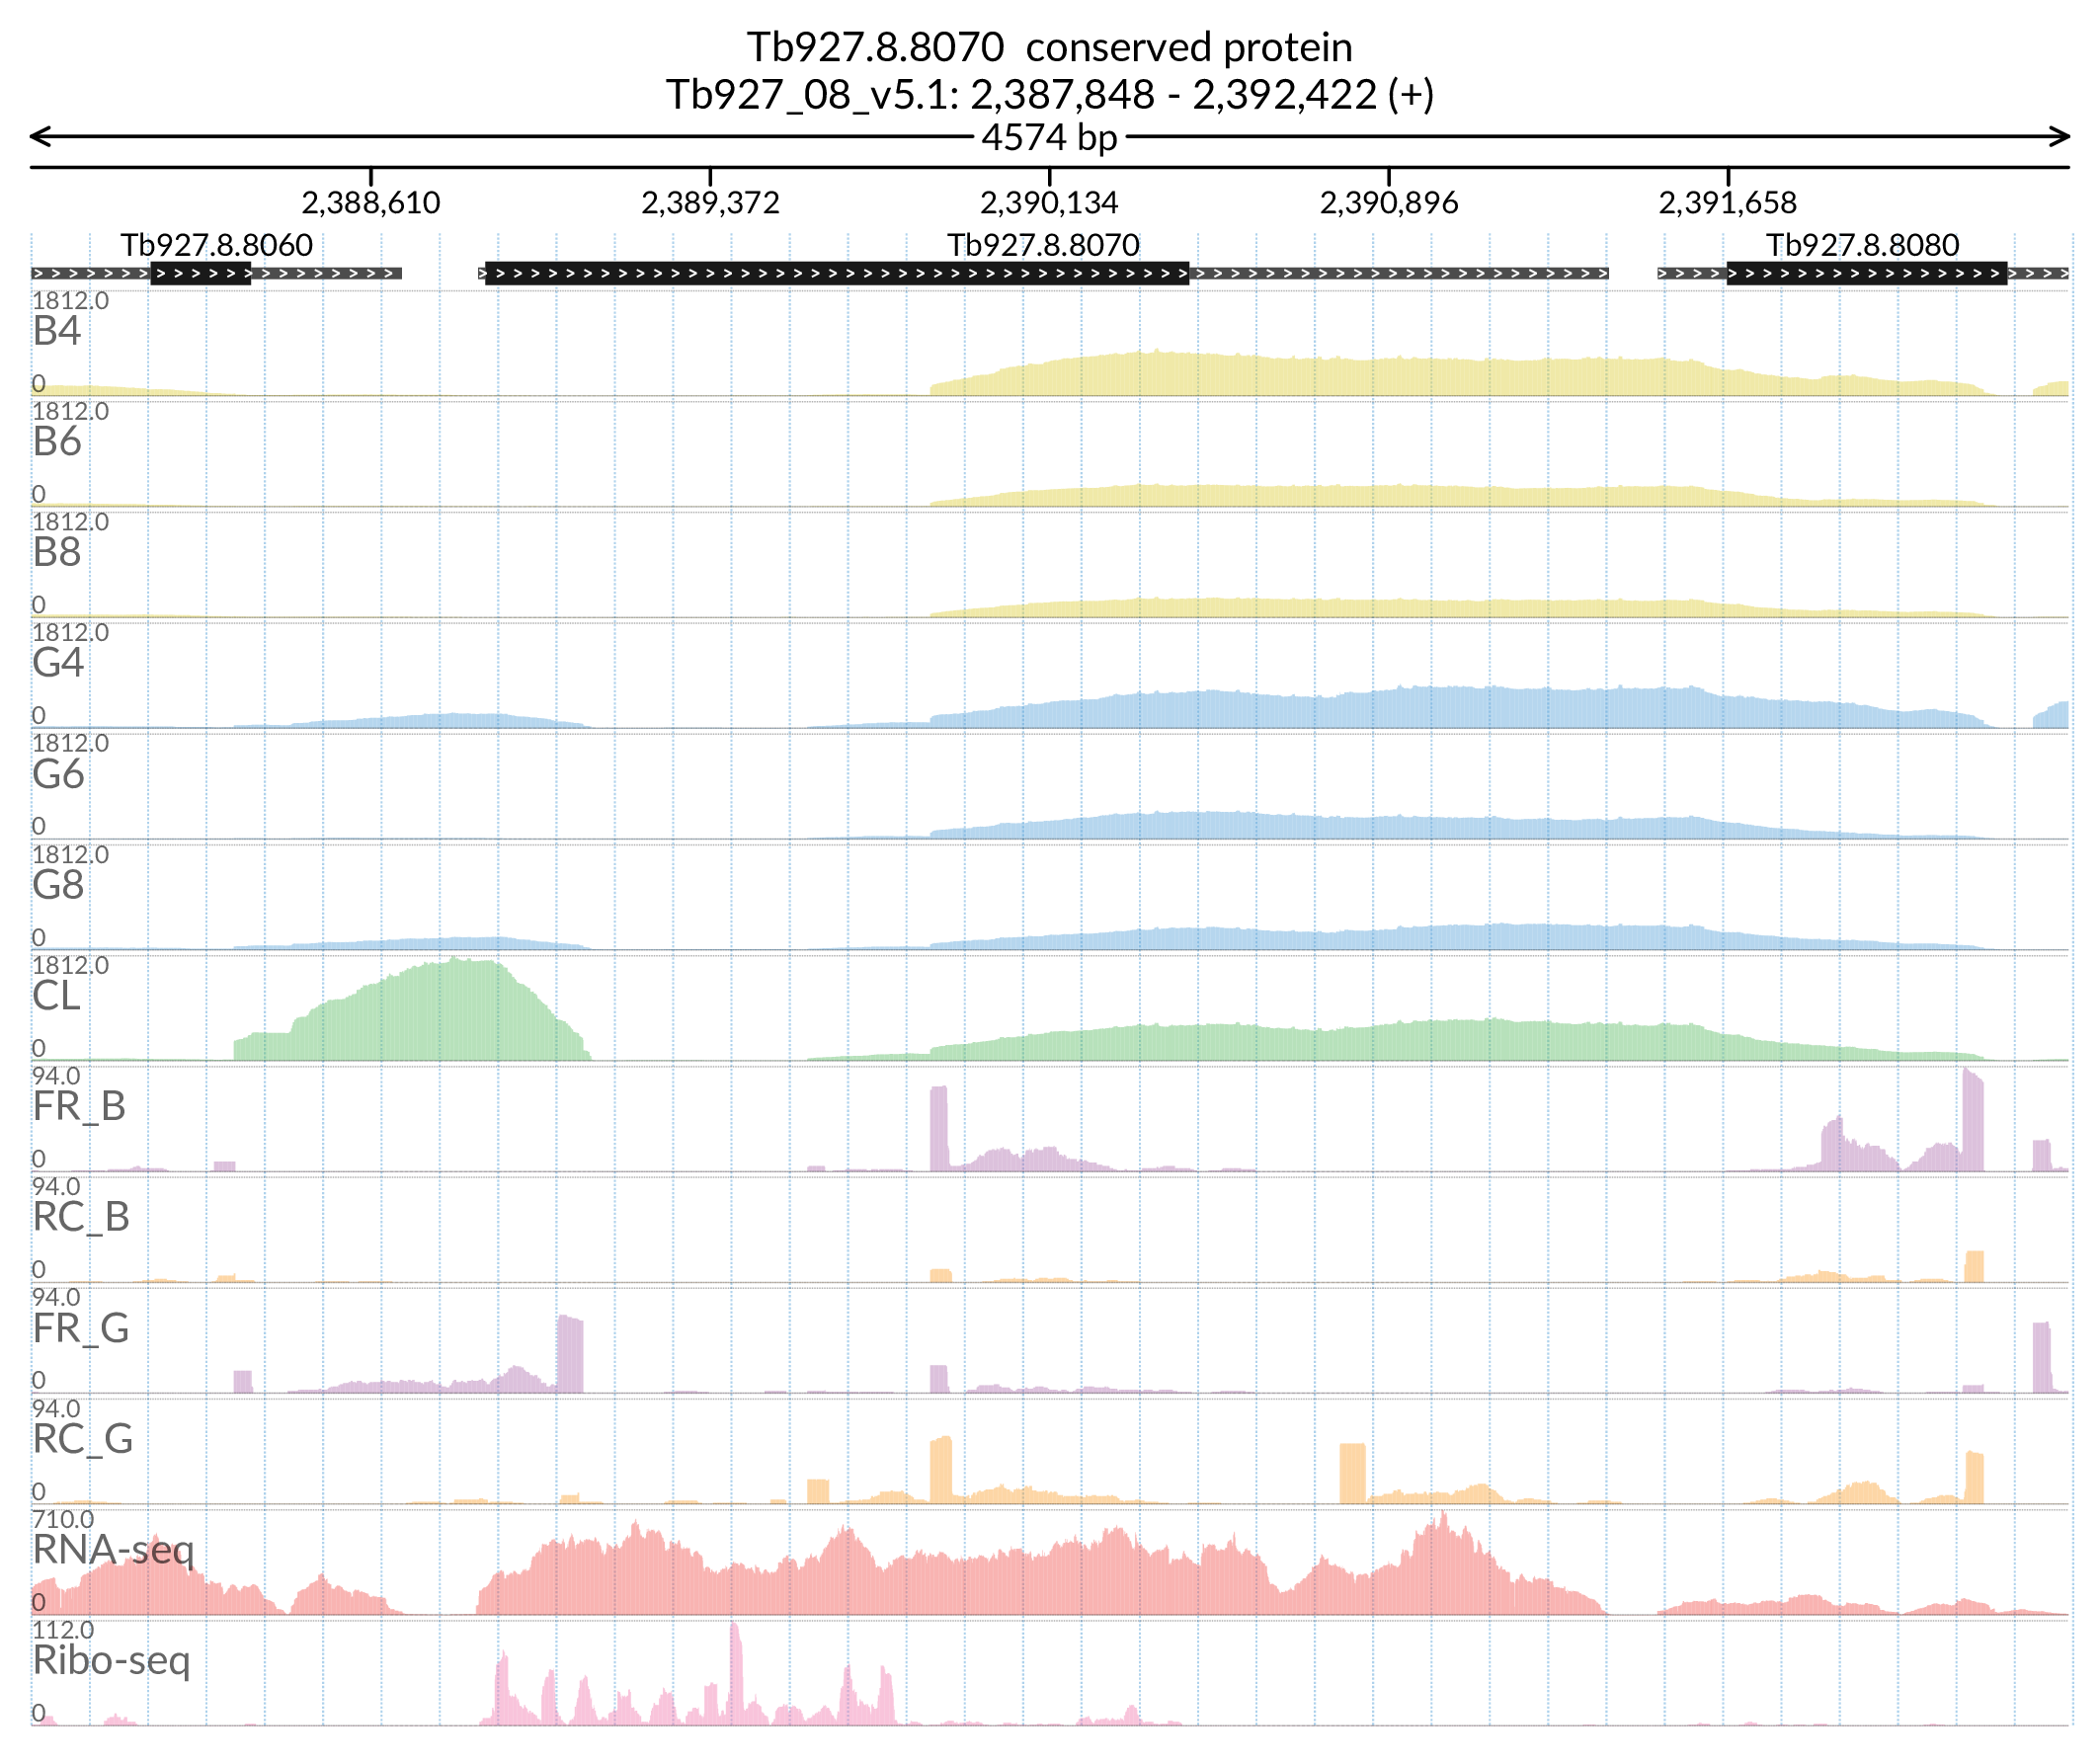 Tb927.8.8070 conserved protein
Tb927_08_v5.1: 2,387,848 - 2,392,422 (+)
4574 bp
2,388,610 2,389,372 2,390,134 2,390,896 2,391,658
Tb927.8.8060 Tb927.8.8070 Tb927.8.8080
1812.0
B4
0
1812.0
B6
0
1812.0
B8
0
1812.0
G4
0
1812.0
G6
0
1812.0
G8
0
1812.0
CL
0
94.0
FR_B
0
94.0
RC_B
0
94.0
FR_G
0
94.0
RC_G
0
710.0
RNA-seq
0
112.0
Ribo-seq
0